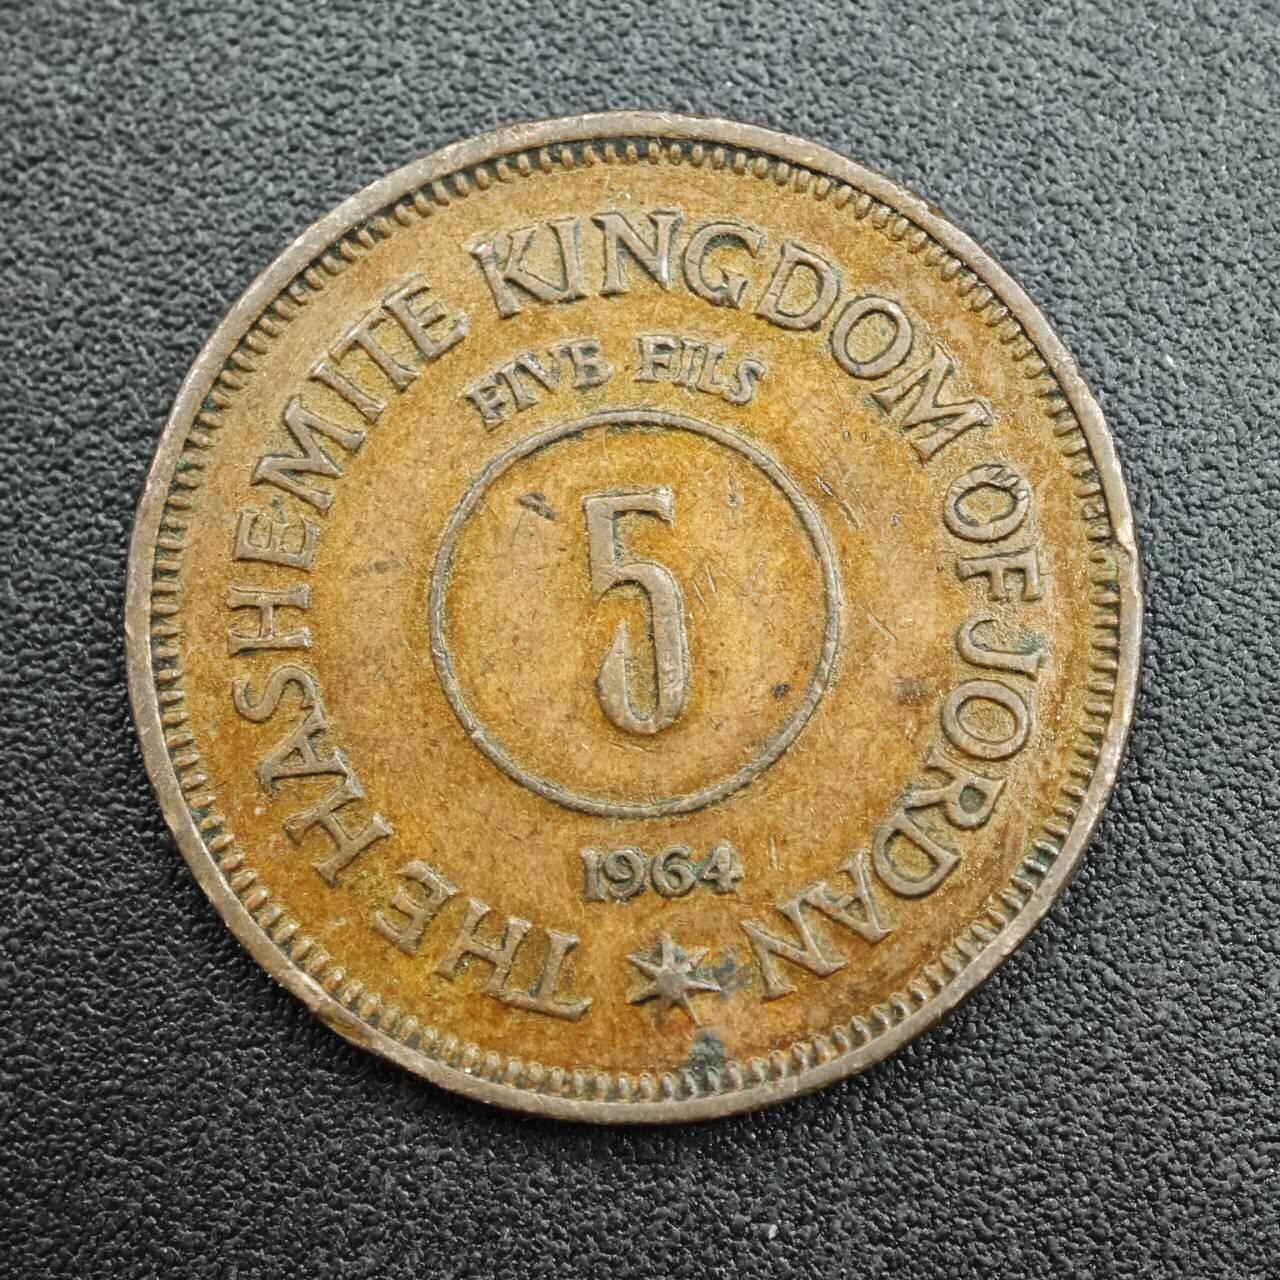 THE HASHEMITE KINGDOM OF JORDAN
FIVE FILS
5
1964